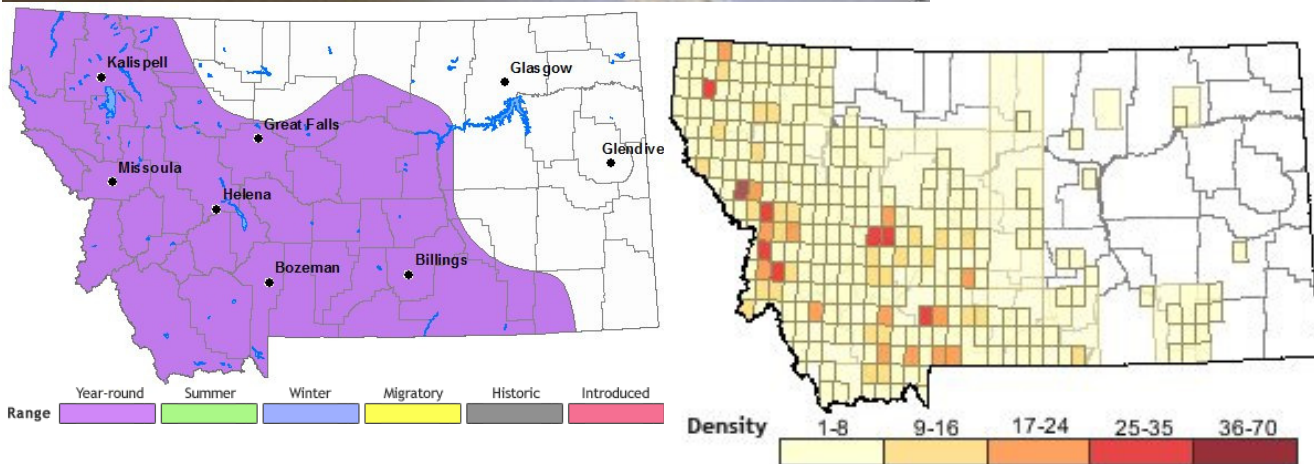 Kalispell
Glasgow
Great Falls
Glendive
Missoula
Helena
Bozeman
Billings
Range Year-round Summer Winter Migratory Historic Introduced
Density 1-8 9-16 17-24 25-35 36-70